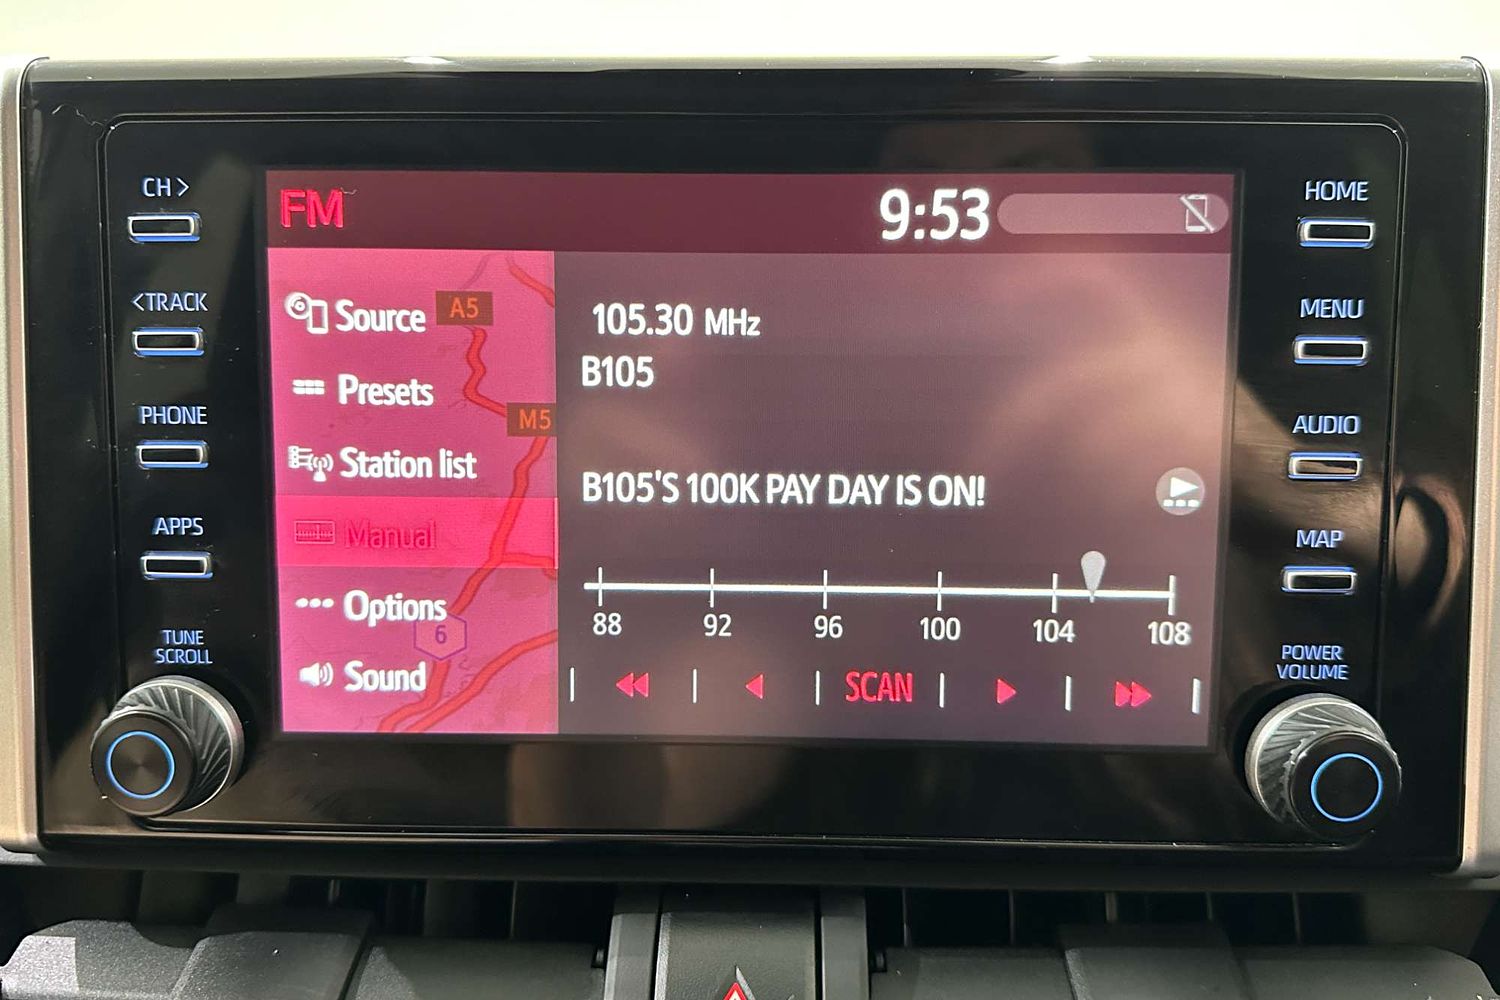 CH >
<TRACK
PHONE
APPS
TUNE
SCROLL
FM
9:53
Source
A5
Presets
M5
Station list
Manual
Options
6
Sound
105.30 MHz
B105
B105'S 100K PAY DAY IS ON!
88 92 96 100 104 108
SCAN
HOME
MENU
AUDIO
MAP
POWER
VOLUME